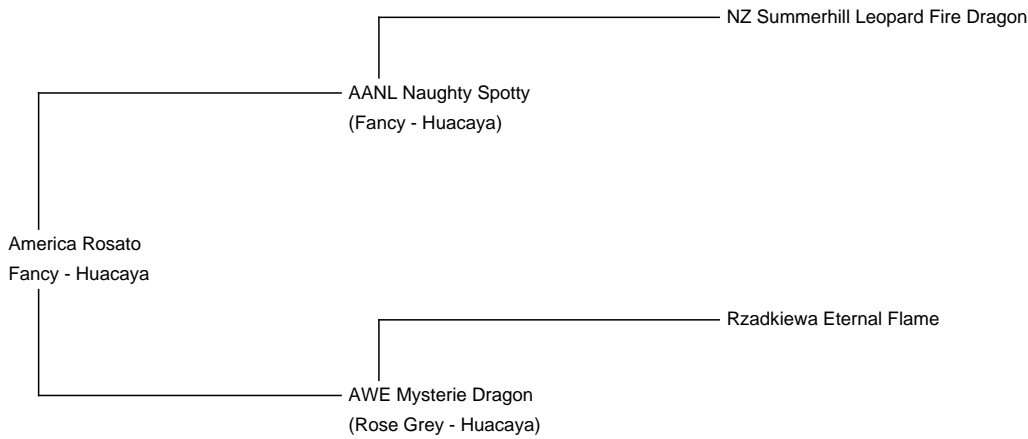 NZ Summerhill Leopard Fire Dragon
AANL Naughty Spotty
(Fancy - Huacaya)
America Rosato
Fancy - Huacaya
Rzadkiewa Eternal Flame
AWE Mysterie Dragon
(Rose Grey - Huacaya)